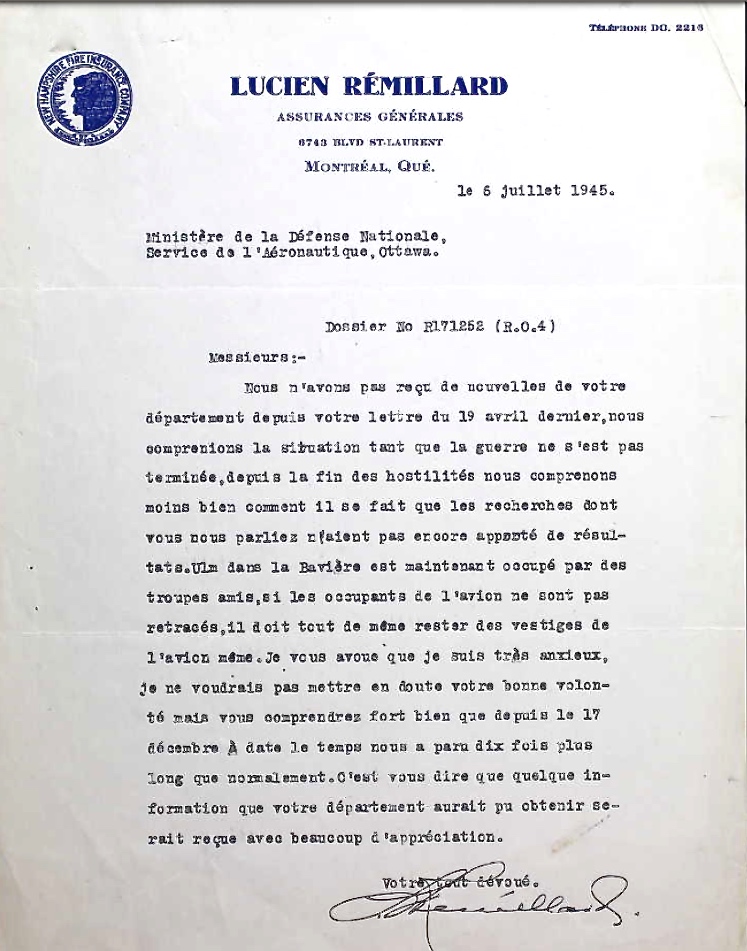 TÉLÉPHONE DO. 2216
NEW HAMPSHIRE FIRE INSURANCE COMPANY
LUCIEN RÉMILLARD
ASSURANCES GÉNÉRALES
6743 BLVD ST-LAURENT
MONTRÉAL, QUÉ.
le 6 juillet 1945.
Ministère de la Défense Nationale,
Service de l'Aéronautique,Ottawa.
Dossier No R171252 (R.O.4)
Messieurs:-
Nous n'avons pas reçu de nouvelles de votre
département depuis votre lettre du 19 avril dernier,nous
comprenions la situation tant que la guerre ne s'est pas
terminée,depuis la fin des hostilités nous comprenons
moins bien comment il se fait que les recherches dont
vous nous parliez n'aient pas encore apporté de résul-
tats.Ulm dans la Bavière est maintenant occupé par des
troupes amis,si les occupants de l'avion ne sont pas
retracés,il doit tout de même rester des vestiges de
l'avion même.Je vous avoue que je suis très anxieux,
je ne voudrais pas mettre en doute votre bonne volon-
té mais vous comprendrez fort bien que depuis le 17
décembre À date le temps nous a paru dix fois plus
long que normalement.C'est vous dire que quelque in-
formation que votre département aurait pu obtenir se-
rait reçue avec beaucoup d'appréciation.
Votre tout dévoué.
Rémillard.